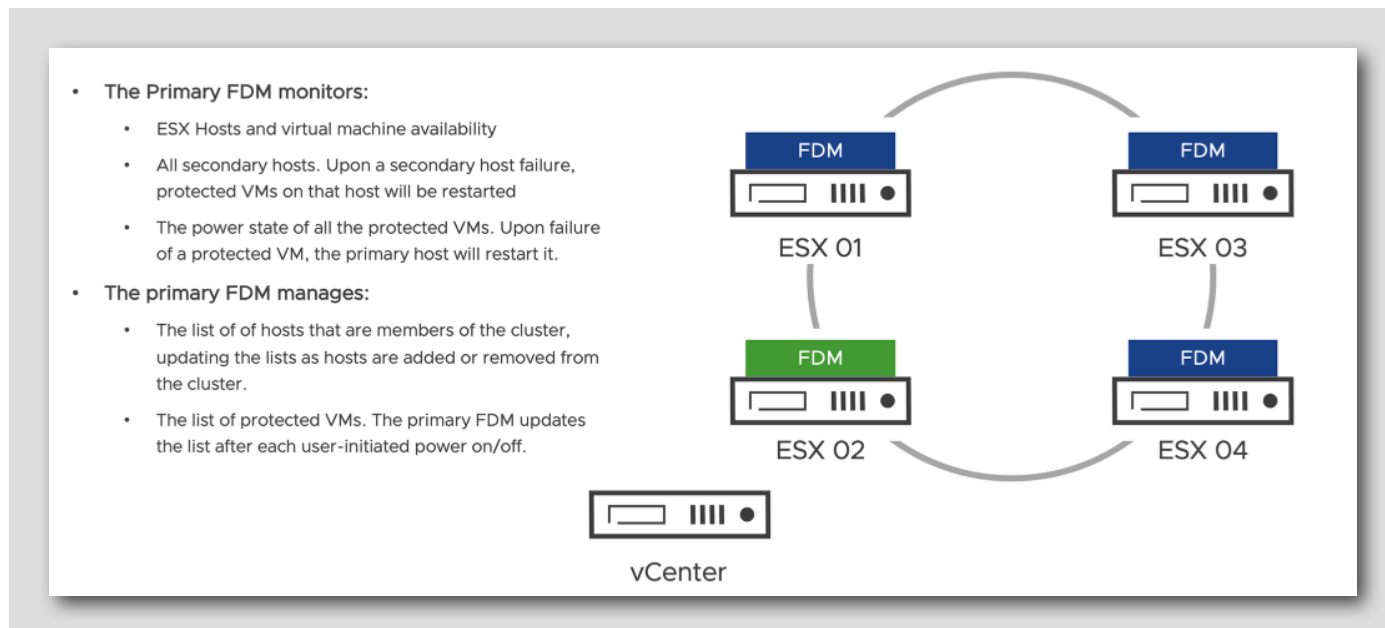 • The Primary FDM monitors:
• ESX Hosts and virtual machine availability
• All secondary hosts. Upon a secondary host failure,
protected VMs on that host will be restarted
• The power state of all the protected VMs. Upon failure
of a protected VM, the primary host will restart it.
• The primary FDM manages:
• The list of of hosts that are members of the cluster,
updating the lists as hosts are added or removed from
the cluster.
• The list of protected VMs. The primary FDM updates
the list after each user-initiated power on/off.
FDM
ESX 01
FDM
ESX 03
FDM
ESX 02
FDM
ESX 04
vCenter